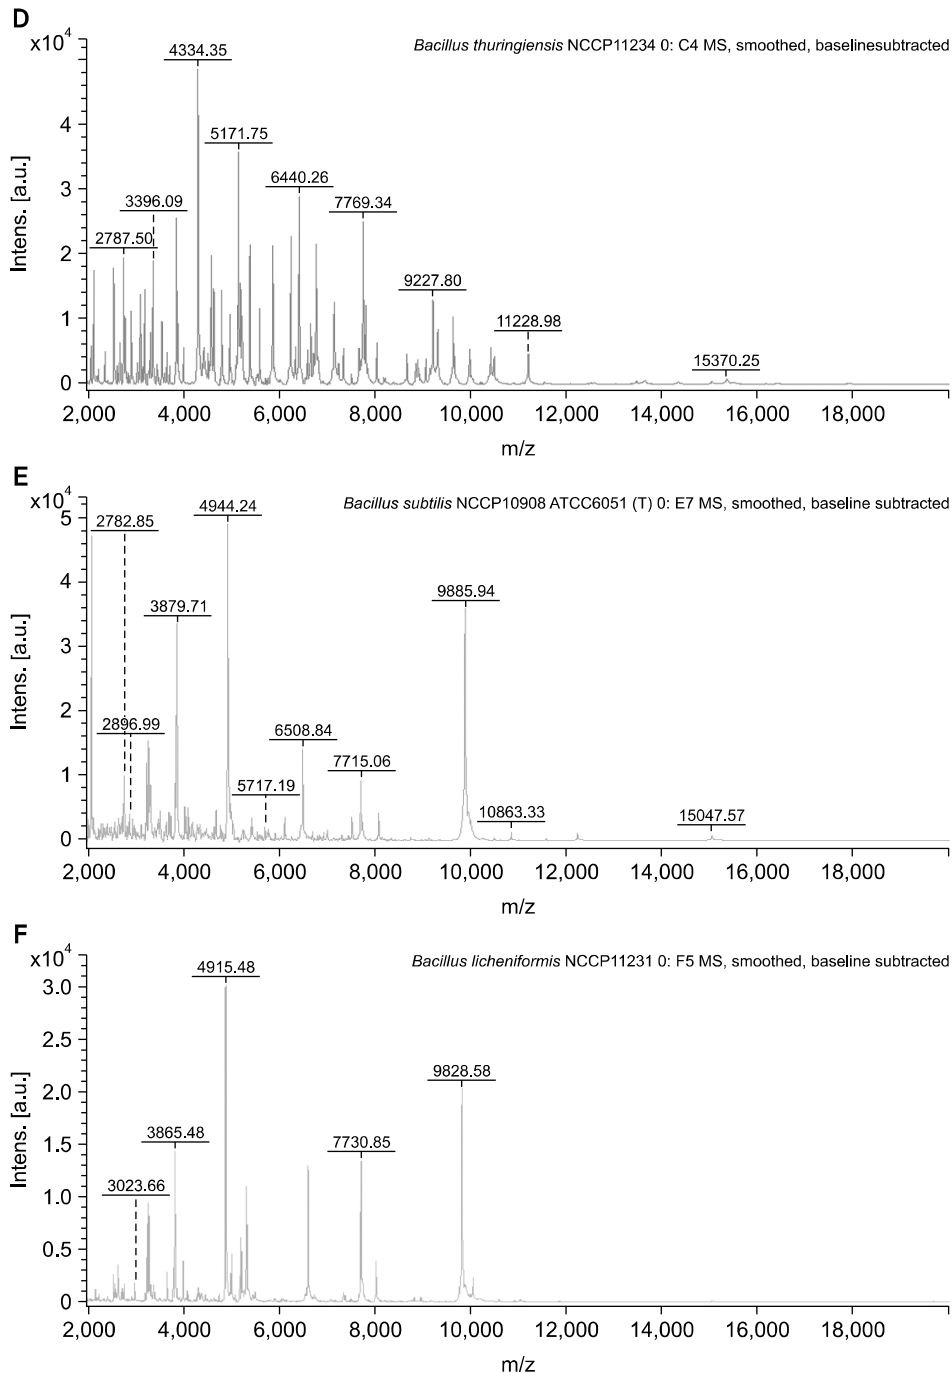 D
x10⁴
Bacillus thuringiensis NCCP11234 0: C4 MS, smoothed, baselinesubtracted
4334.35
5171.75
6440.26
3396.09
7769.34
2787.50
9227.80
11228.98
15370.25
4
3
2
1
0
Intens. [a.u.]
2,000 4,000 6,000 8,000 10,000 12,000 14,000 16,000 18,000
m/z
E
x10⁴
Bacillus subtilis NCCP10908 ATCC6051 (T) 0: E7 MS, smoothed, baseline subtracted
4944.24
2782.85
9885.94
3879.71
2896.99
6508.84
7715.06
5717.19
10863.33
15047.57
5
4
3
2
1
0
Intens. [a.u.]
2,000 4,000 6,000 8,000 10,000 12,000 14,000 16,000 18,000
m/z
F
x10⁴
Bacillus licheniformis NCCP11231 0: F5 MS, smoothed, baseline subtracted
4915.48
9828.58
3865.48
7730.85
3023.66
3.0
2.5
2.0
1.5
1.0
0.5
0
Intens. [a.u.]
2,000 4,000 6,000 8,000 10,000 12,000 14,000 16,000 18,000
m/z